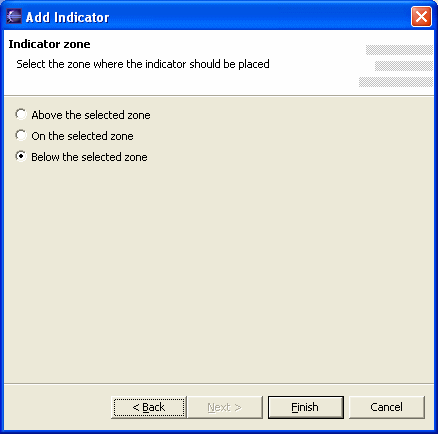 Add Indicator
Indicator zone
Select the zone where the indicator should be placed
Above the selected zone
On the selected zone
Below the selected zone
< Back Next > Finish Cancel